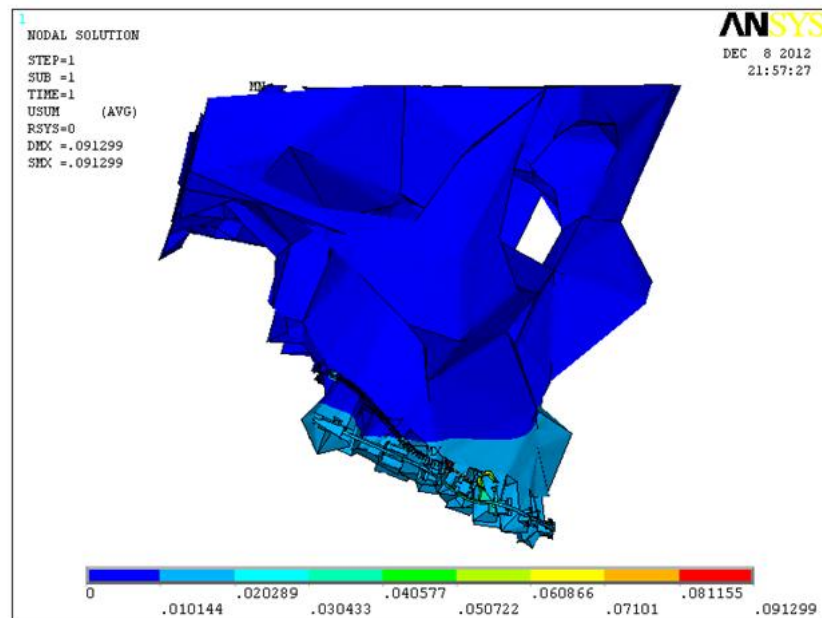 1
NODAL SOLUTION
STEP=1
SUB =1
TIME=1
USUM (AVG)
RSYS=0
DMX =.091299
SMX =.091299
ANSYS
DEC 8 2012
21:57:27
MN
0 .020289 .040577 .060866 .081155
.010144 .030433 .050722 .07101 .091299